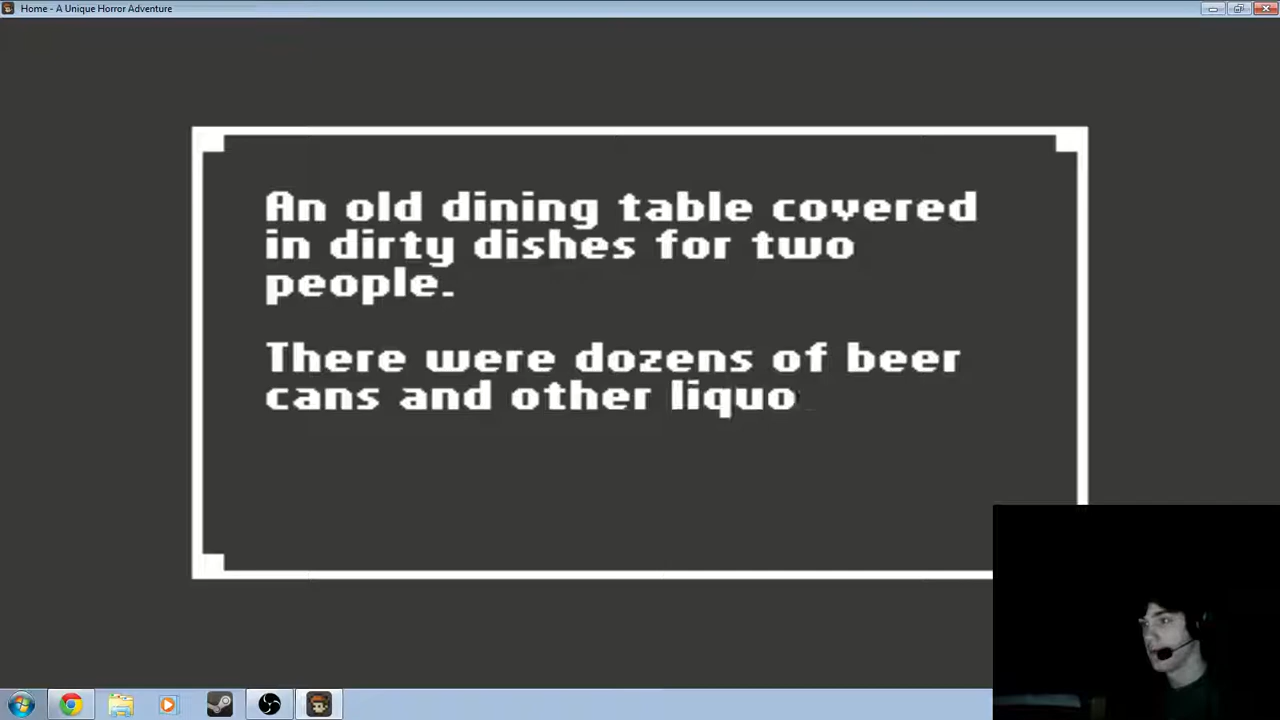 Home - A Unique Horror Adventure
An old dining table covered
in dirty dishes for two
people.
There were dozens of beer
cans and other liquo